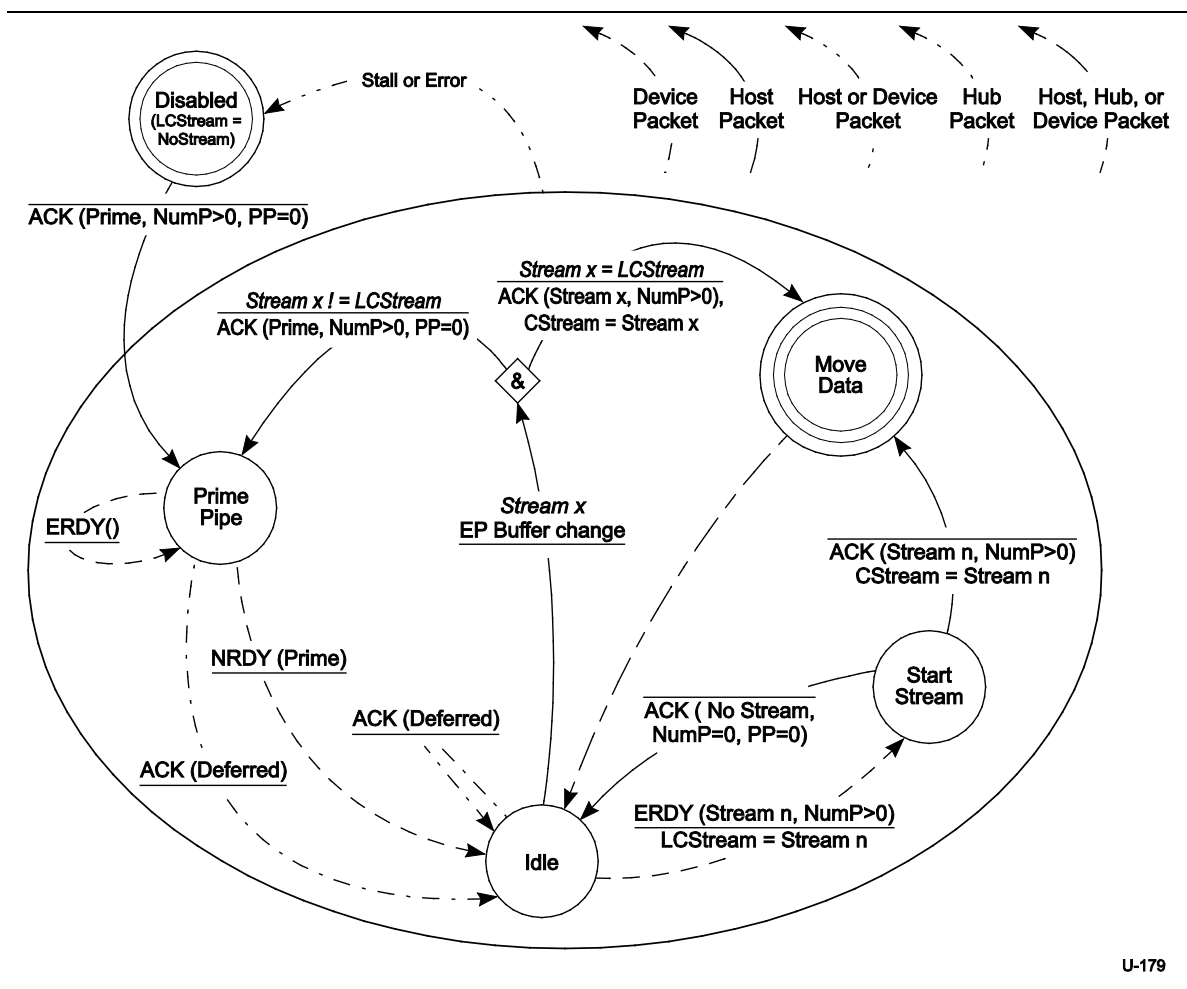 Stall or Error
Disabled
(LCStream =
NoStream)
Device
Packet
Host
Packet
Host or Device
Packet
Hub
Packet
Host, Hub, or
Device Packet
ACK (Prime, NumP>0, PP=0)
Stream x ! = LCStream
ACK (Prime, NumP>0, PP=0)
Stream x = LCStream
ACK (Stream x, NumP>0),
CStream = Stream x
&
Move
Data
Prime
Pipe
ERDY()
Stream x
EP Buffer change
ACK (Stream n, NumP>0)
CStream = Stream n
NRDY (Prime)
Start
Stream
ACK ( No Stream,
NumP=0, PP=0)
ACK (Deferred)
ACK (Deferred)
ERDY (Stream n, NumP>0)
LCStream = Stream n
Idle
U-179